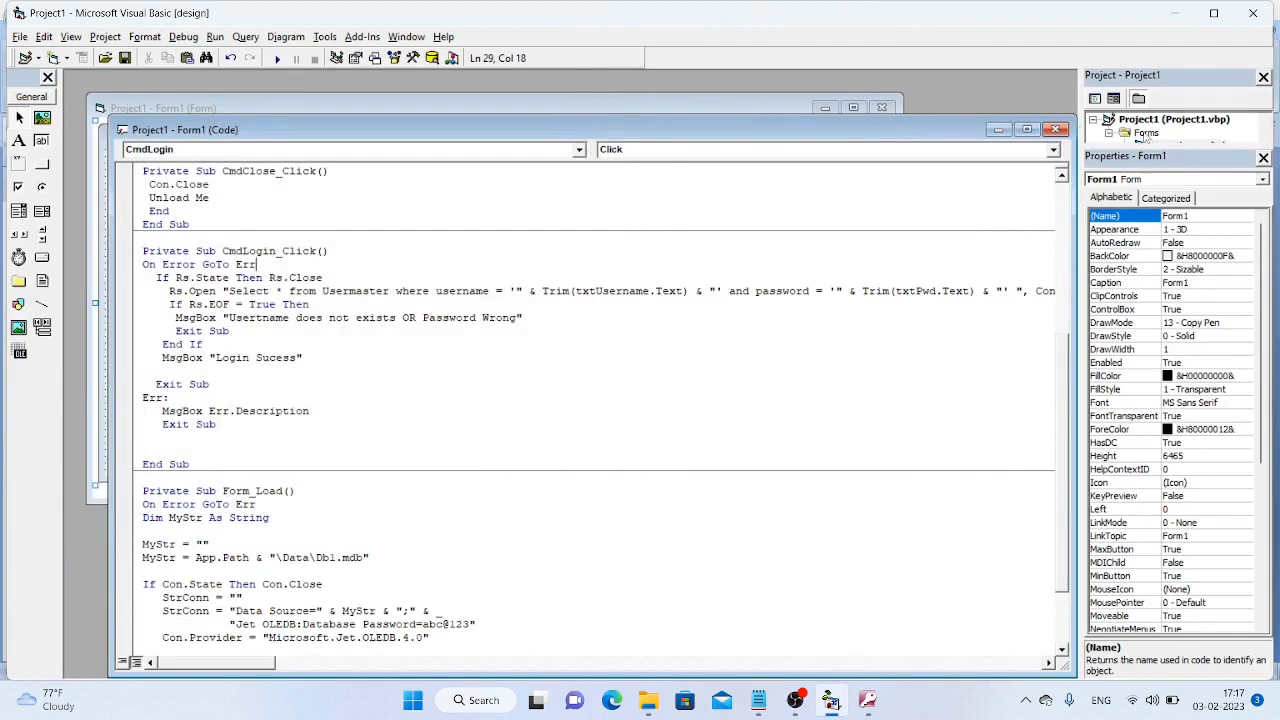 Project1 - Microsoft Visual Basic [design]
File Edit View Project Format Debug Run Query Diagram Tools Add-Ins Window Help
Ln 29, Col 18
General
Project1 - Form1 (Form)
Project1 - Form1 (Code)
CmdLogin Click
Private Sub CmdClose_Click()
Con.Close
Unload Me
End
End Sub
Private Sub CmdLogin_Click()
On Error GoTo Err
If Rs.State Then Rs.Close
Rs.Open "Select * from Usermaster where username = '" & Trim(txtUsername.Text) & "' and password = '" & Trim(txtPwd.Text) & "' ", Con
If Rs.EOF = True Then
MsgBox "Usertname does not exists OR Password Wrong"
Exit Sub
End If
MsgBox "Login Sucess"
Exit Sub
Err:
MsgBox Err.Description
Exit Sub
End Sub
Private Sub Form_Load()
On Error GoTo Err
Dim MyStr As String
MyStr = ""
MyStr = App.Path & "\Data\Db1.mdb"
If Con.State Then Con.Close
StrConn = ""
StrConn = "Data Source=" & MyStr & ";" & _
"Jet OLEDB:Database Password=abc@123"
Con.Provider = "Microsoft.Jet.OLEDB.4.0"
Project - Project1
Project1 (Project1.vbp)
Forms
Properties - Form1
Form1 Form
Alphabetic Categorized
(Name) Form1
Appearance 1 - 3D
AutoRedraw False
BackColor &H8000000F&
BorderStyle 2 - Sizable
Caption Form1
ClipControls True
ControlBox True
DrawMode 13 - Copy Pen
DrawStyle 0 - Solid
DrawWidth 1
Enabled True
FillColor &H00000000&
FillStyle 1 - Transparent
Font MS Sans Serif
FontTransparent True
ForeColor &H80000012&
HasDC True
Height 6465
HelpContextID 0
Icon (Icon)
KeyPreview False
Left 0
LinkMode 0 - None
LinkTopic Form1
MaxButton True
MDIChild False
MinButton True
MouseIcon (None)
MousePointer 0 - Default
Moveable True
NegotiateMenus True
(Name)
Returns the name used in code to identify an
object.
77°F
Cloudy
Search
ENG
17:17
03-02-2023
3